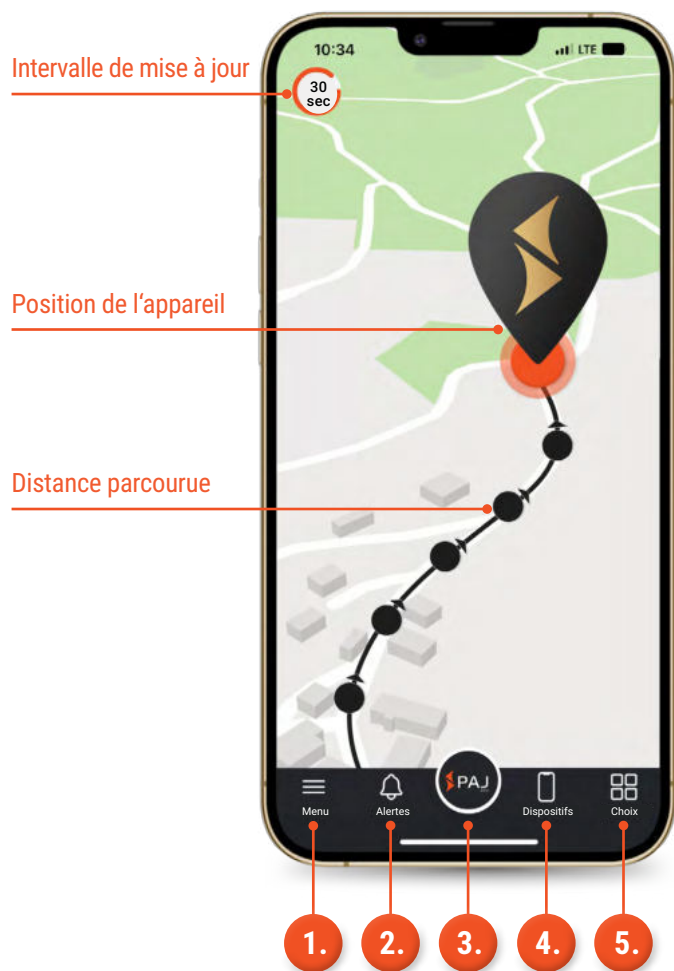 10:34
LTE
Intervalle de mise à jour
30
sec
Position de l‘appareil
Distance parcourue
PAJ
Menu
Alertes
Dispositifs
Choix
1.
2.
3.
4.
5.